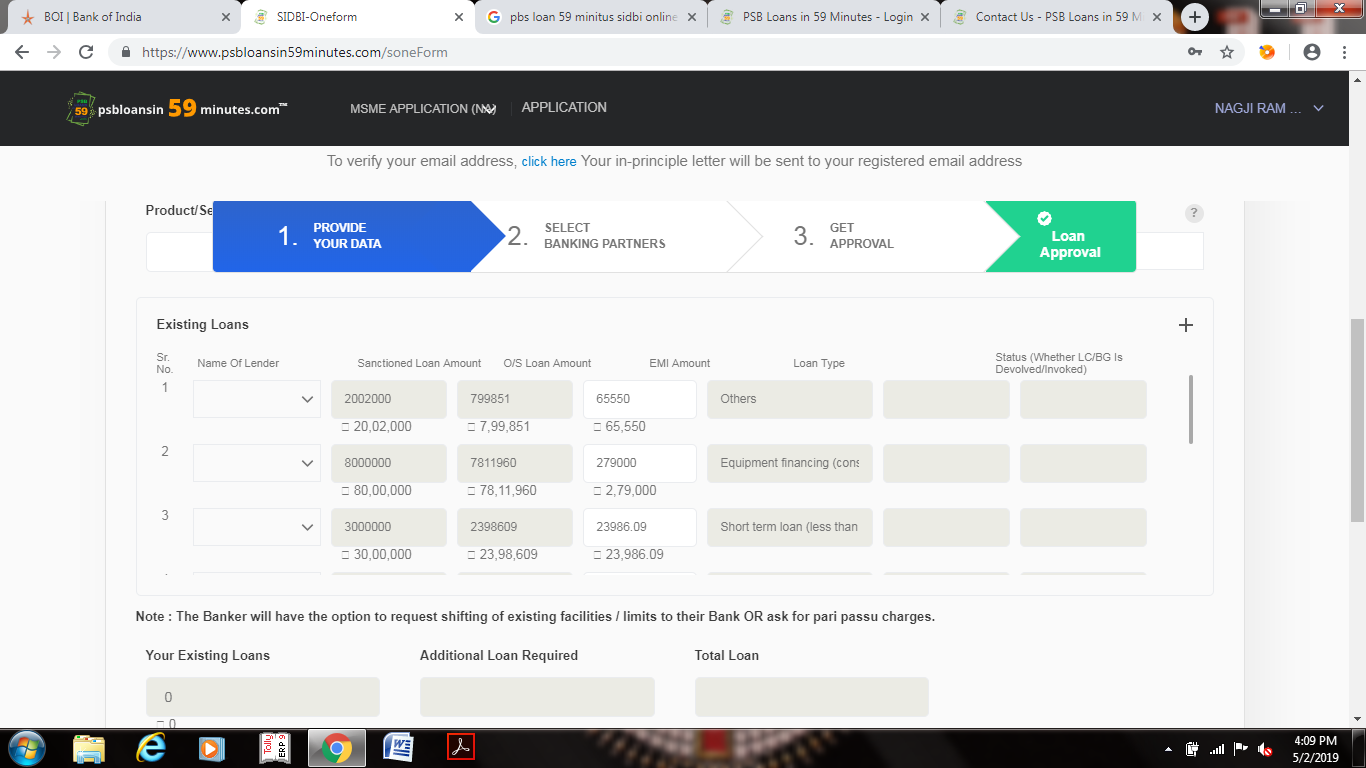 BOI | Bank of India
SIDBI-Oneform
pbs loan 59 minitus sidbi online
PSB Loans in 59 Minutes - Login
Contact Us - PSB Loans in 59 M
https://www.psbloansin59minutes.com/soneForm
psbloansin 59 minutes.com™
MSME APPLICATION
APPLICATION
NAGJI RAM ...
To verify your email address, click here Your in-principle letter will be sent to your registered email address
Product/Se
1. PROVIDE YOUR DATA
2. SELECT BANKING PARTNERS
3. GET APPROVAL
Loan Approval
?
Existing Loans
Sr. No. Name Of Lender Sanctioned Loan Amount O/S Loan Amount EMI Amount Loan Type Status (Whether LC/BG Is Devolved/Invoked)
1 2002000 799851 65550 Others
20,02,000 7,99,851 65,550
2 8000000 7811960 279000 Equipment financing (cons
80,00,000 78,11,960 2,79,000
3 3000000 2398609 23986.09 Short term loan (less than
30,00,000 23,98,609 23,986.09
Note : The Banker will have the option to request shifting of existing facilities / limits to their Bank OR ask for pari passu charges.
Your Existing Loans Additional Loan Required Total Loan
0
0
4:09 PM
5/2/2019